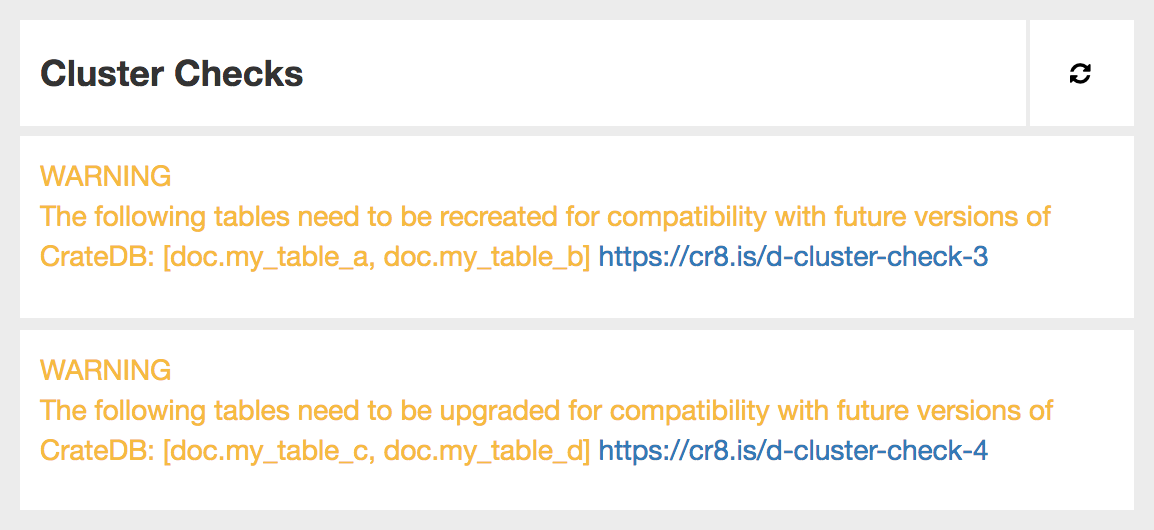 Cluster Checks
WARNING
The following tables need to be recreated for compatibility with future versions of
CrateDB: [doc.my_table_a, doc.my_table_b] https://cr8.is/d-cluster-check-3
WARNING
The following tables need to be upgraded for compatibility with future versions of
CrateDB: [doc.my_table_c, doc.my_table_d] https://cr8.is/d-cluster-check-4